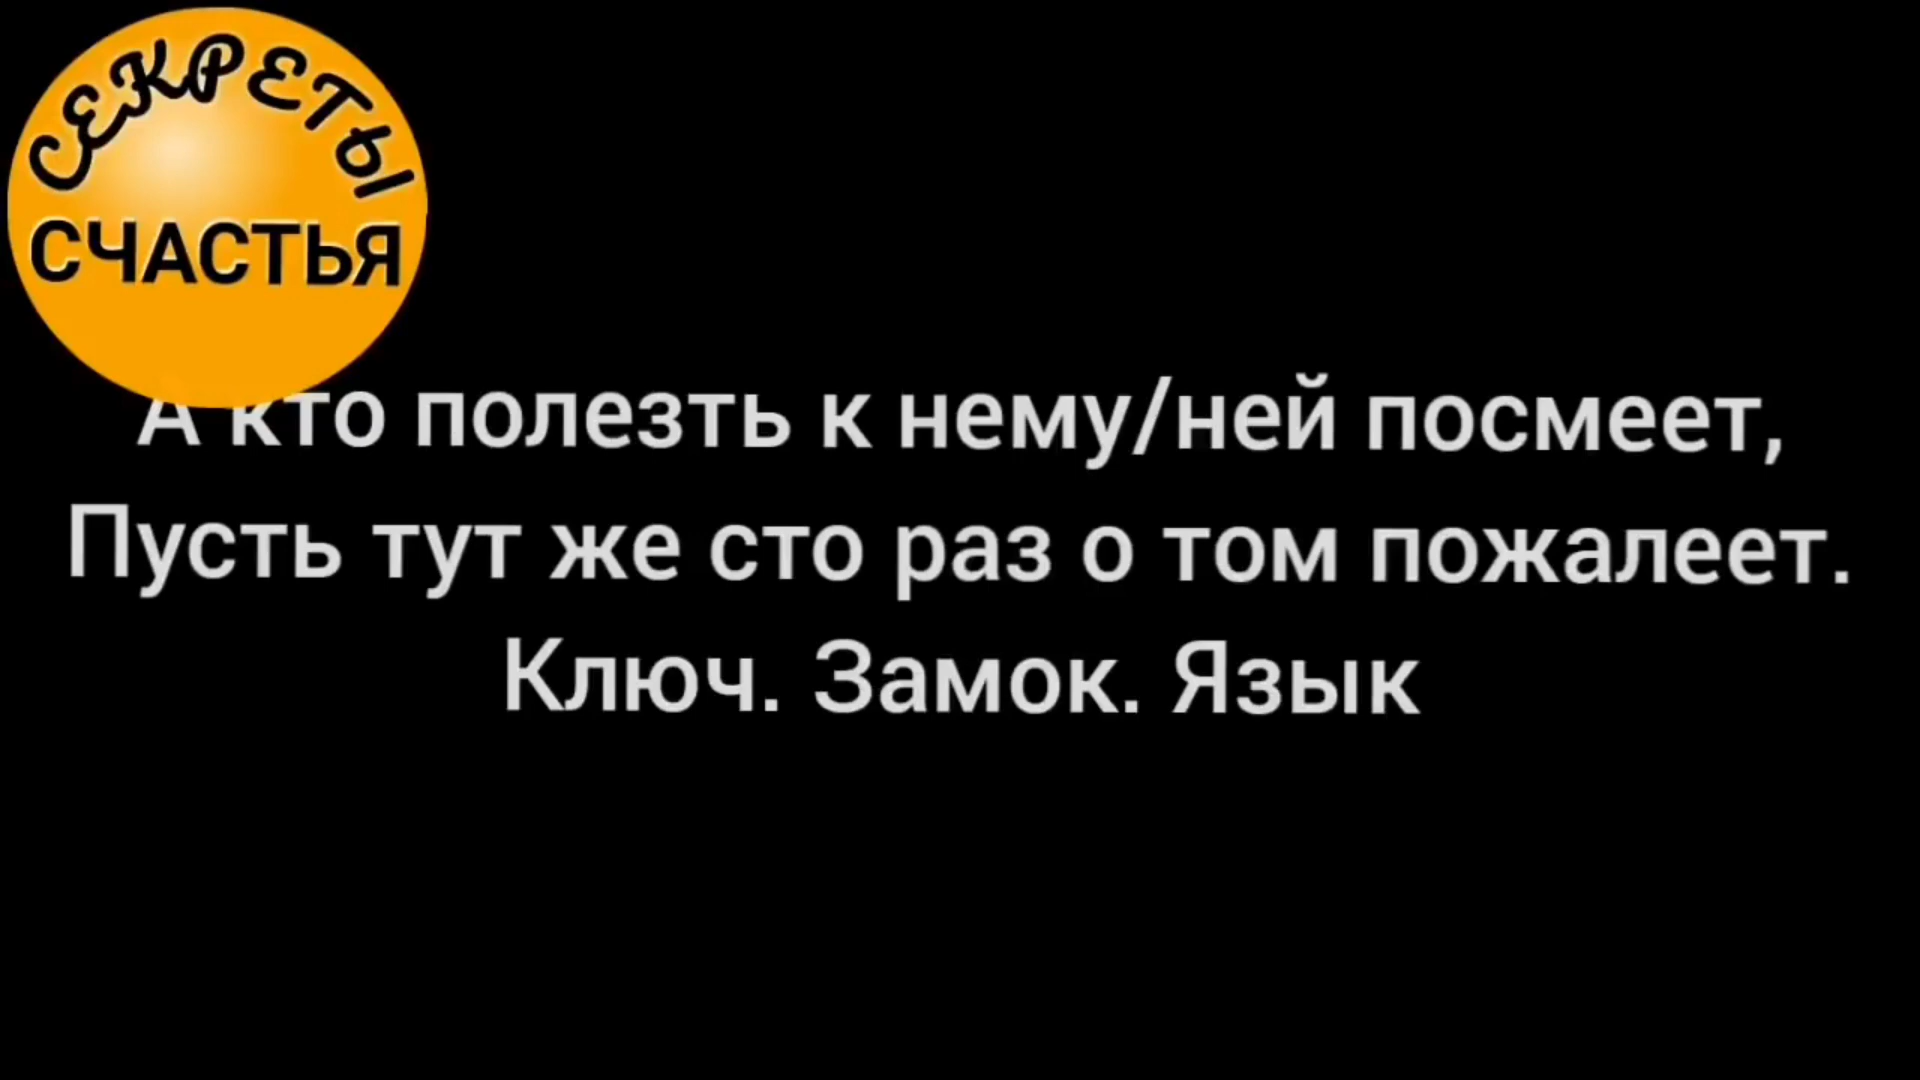 СЕКРЕТЫ
СЧАСТЬЯ
А кто полезть к нему/ней посмеет,
Пусть тут же сто раз о том пожалеет.
Ключ. Замок. Язык